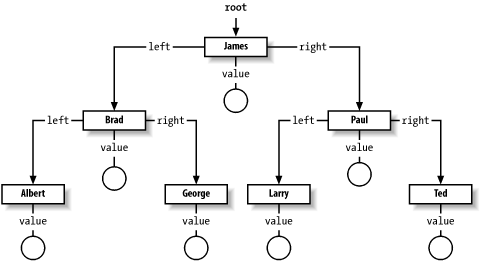 root
James
left
right
value
Brad
Paul
left
right
left
right
value
value
Albert
George
Larry
Ted
value
value
value
value